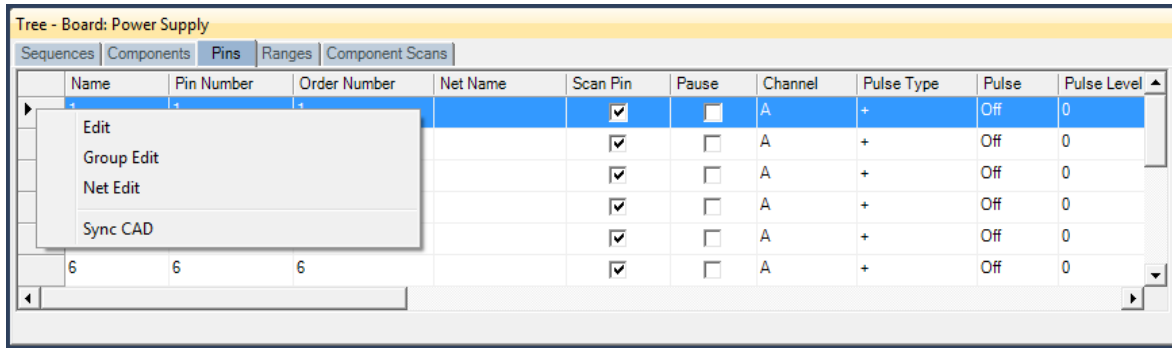 Tree - Board: Power Supply
Sequences Components Pins Ranges Component Scans
Name Pin Number Order Number Net Name Scan Pin Pause Channel Pulse Type Pulse Pulse Level
1 1 1 A + Off 0
Edit
A + Off 0
Group Edit
A + Off 0
Net Edit
A + Off 0
Sync CAD
A + Off 0
6 6 6 A + Off 0